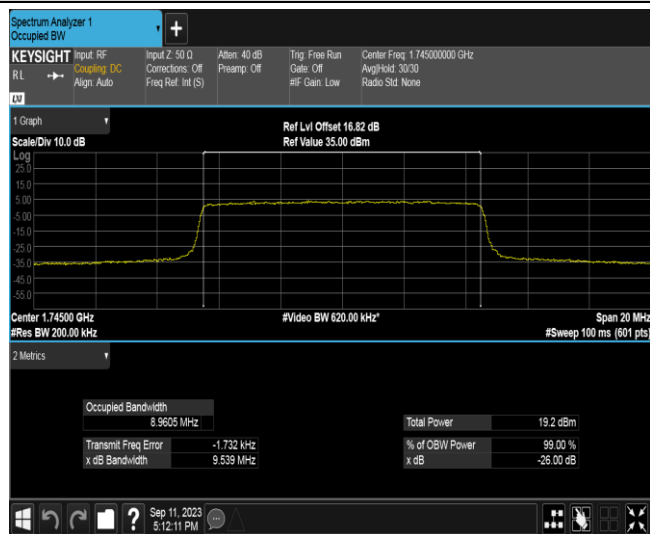 Spectrum Analyzer 1
Occupied BW
+
KEYSIGHT Input: RF Input Z: 50 Ω Atten: 40 dB Trig: Free Run Center Freq: 1.745000000 GHz
RL Coupling: DC Corrections: Off Preamp: Off Gate: Off Avg|Hold: 30/30
Align: Auto Freq Ref: Int (S) #IF Gain: Low Radio Std: None
LXI
1 Graph
Ref Lvl Offset 16.82 dB
Scale/Div 10.0 dB Ref Value 35.00 dBm
Log
25.0
15.0
5.00
-5.00
-15.0
-25.0
-35.0
-45.0
-55.0
Center 1.74500 GHz #Video BW 620.00 kHz* Span 20 MHz
#Res BW 200.00 kHz #Sweep 100 ms (601 pts)
2 Metrics
Occupied Bandwidth
8.9605 MHz Total Power 19.2 dBm
Transmit Freq Error -1.732 kHz % of OBW Power 99.00 %
x dB Bandwidth 9.539 MHz x dB -26.00 dB
? Sep 11, 2023
5:12:11 PM